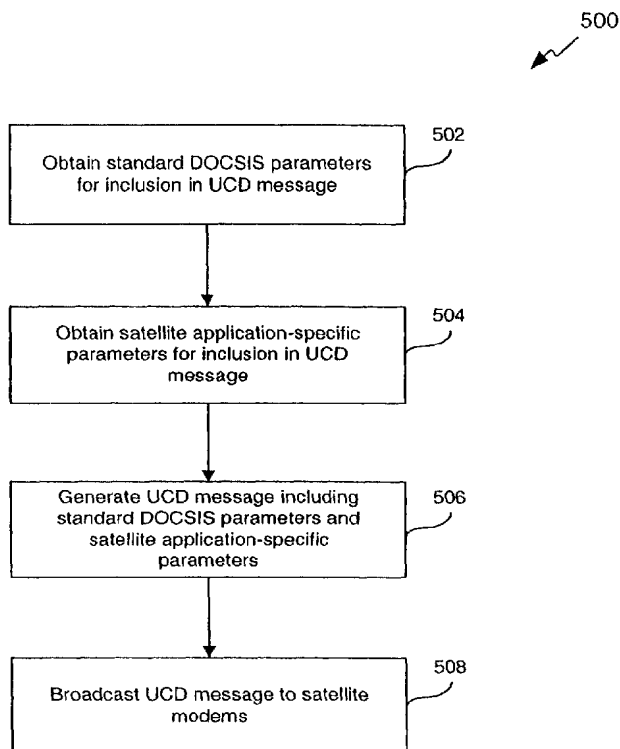 500
502
Obtain standard DOCSIS parameters
for inclusion in UCD message
504
Obtain satellite application-specific
parameters for inclusion in UCD
message
506
Generate UCD message including
standard DOCSIS parameters and
satellite application-specific
parameters
508
Broadcast UCD message to satellite
modems